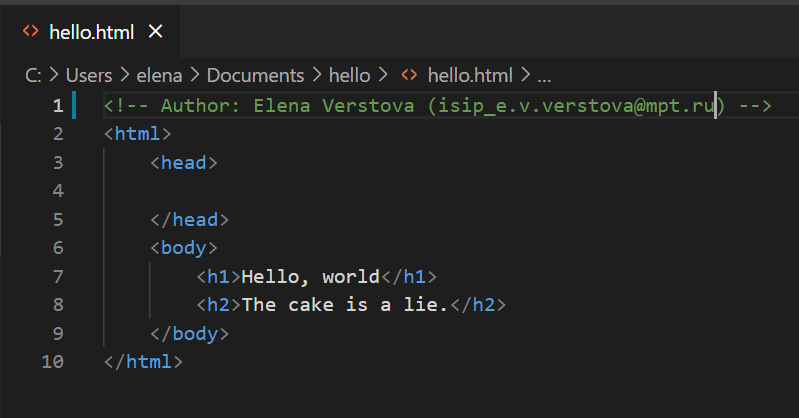 hello.html
C: > Users > elena > Documents > hello > hello.html > ...
1 <!-- Author: Elena Verstova (isip_e.v.verstova@mpt.ru) -->
2 <html>
3     <head>
4
5     </head>
6     <body>
7         <h1>Hello, world</h1>
8         <h2>The cake is a lie.</h2>
9     </body>
10 </html>